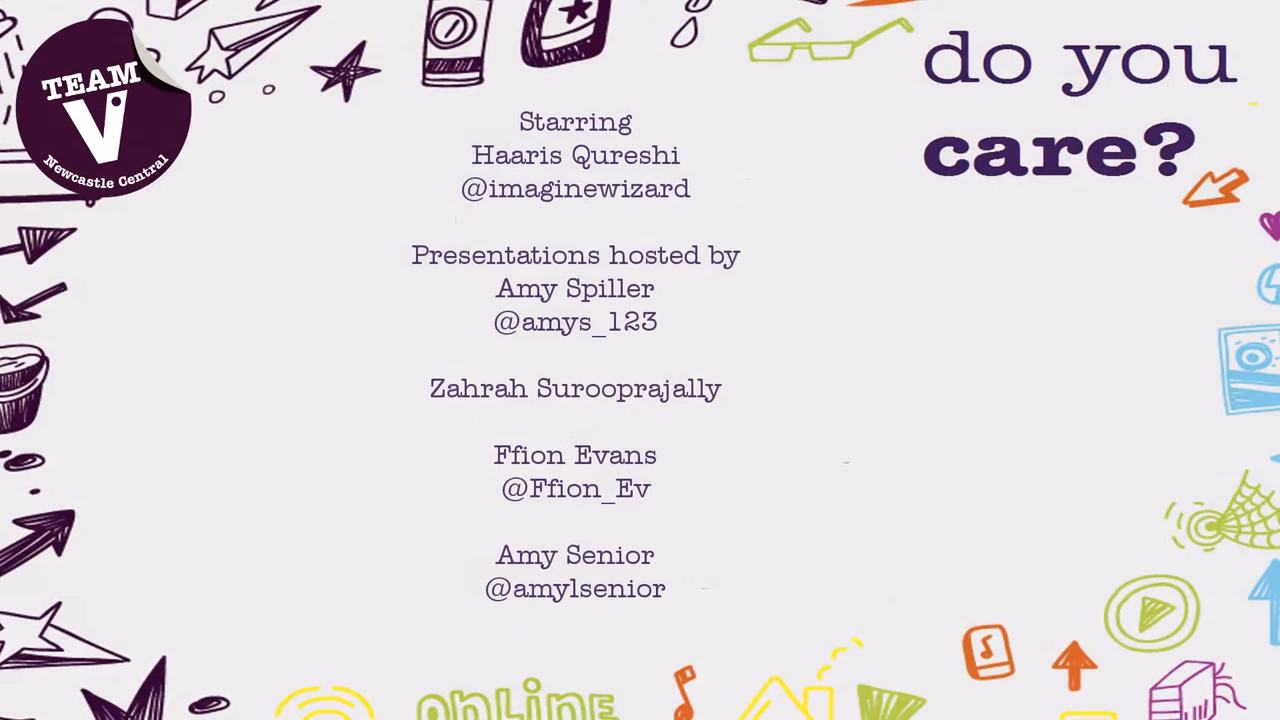 TEAM
V
Newcastle Central
do you
care?
Starring
Haaris Qureshi
@imaginewizard
Presentations hosted by
Amy Spiller
@amys_123
Zahrah Surooprajally
Ffion Evans
@Ffion_Ev
Amy Senior
@amylsenior
ONLINE